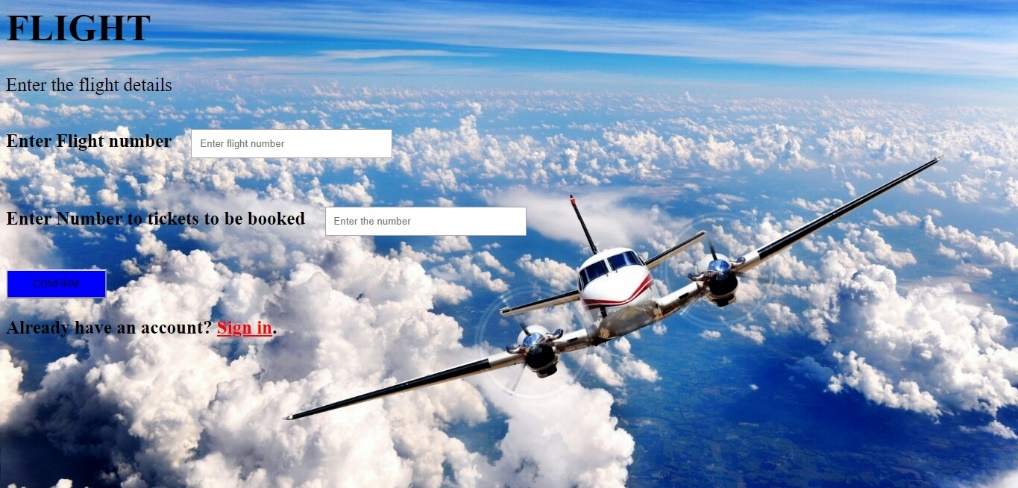 FLIGHT
Enter the flight details
Enter Flight number Enter flight number
Enter Number to tickets to be booked Enter the number
CONFIRM
Already have an account? Sign in.